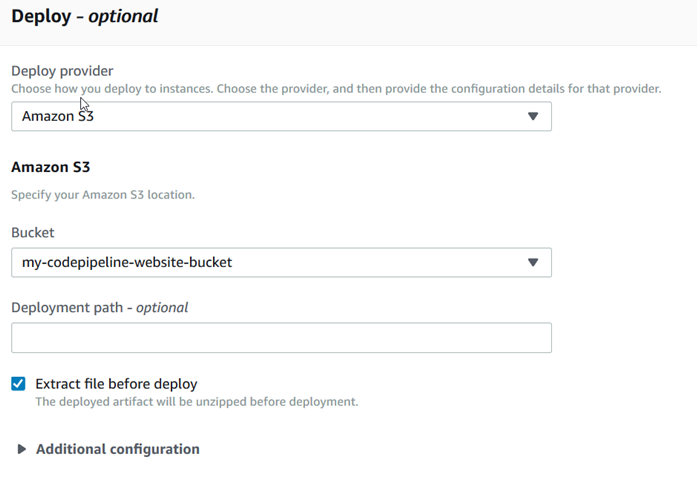 Deploy - optional
Deploy provider
Choose how you deploy to instances. Choose the provider, and then provide the configuration details for that provider.
Amazon S3
Amazon S3
Specify your Amazon S3 location.
Bucket
my-codepipeline-website-bucket
Deployment path - optional
Extract file before deploy
The deployed artifact will be unzipped before deployment.
Additional configuration